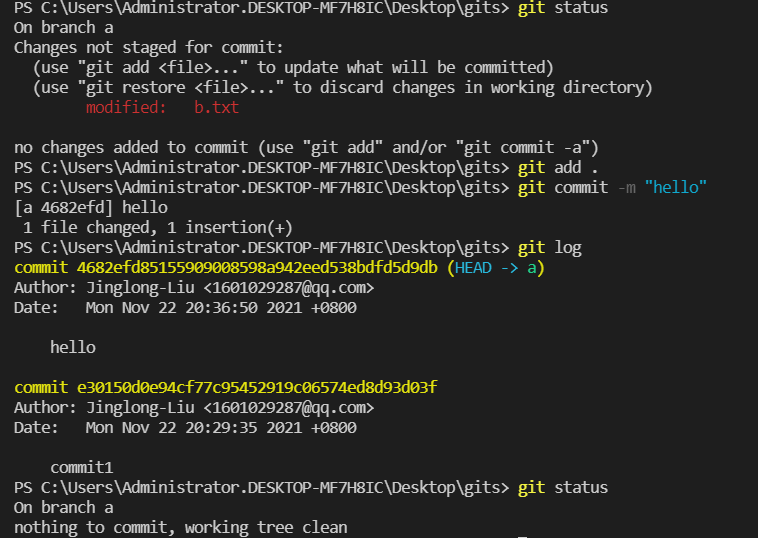 PS C:\Users\Administrator.DESKTOP-MF7H8IC\Desktop\gits> git status
On branch a
Changes not staged for commit:
  (use "git add <file>..." to update what will be committed)
  (use "git restore <file>..." to discard changes in working directory)
        modified:   b.txt

no changes added to commit (use "git add" and/or "git commit -a")
PS C:\Users\Administrator.DESKTOP-MF7H8IC\Desktop\gits> git add .
PS C:\Users\Administrator.DESKTOP-MF7H8IC\Desktop\gits> git commit -m "hello"
[a 4682efd] hello
 1 file changed, 1 insertion(+)
PS C:\Users\Administrator.DESKTOP-MF7H8IC\Desktop\gits> git log
commit 4682efd85155909008598a942eed538bdfd5d9db (HEAD -> a)
Author: Jinglong-Liu <1601029287@qq.com>
Date:   Mon Nov 22 20:36:50 2021 +0800

    hello

commit e30150d0e94cf77c95452919c06574ed8d93d03f
Author: Jinglong-Liu <1601029287@qq.com>
Date:   Mon Nov 22 20:29:35 2021 +0800

    commit1
PS C:\Users\Administrator.DESKTOP-MF7H8IC\Desktop\gits> git status
On branch a
nothing to commit, working tree clean